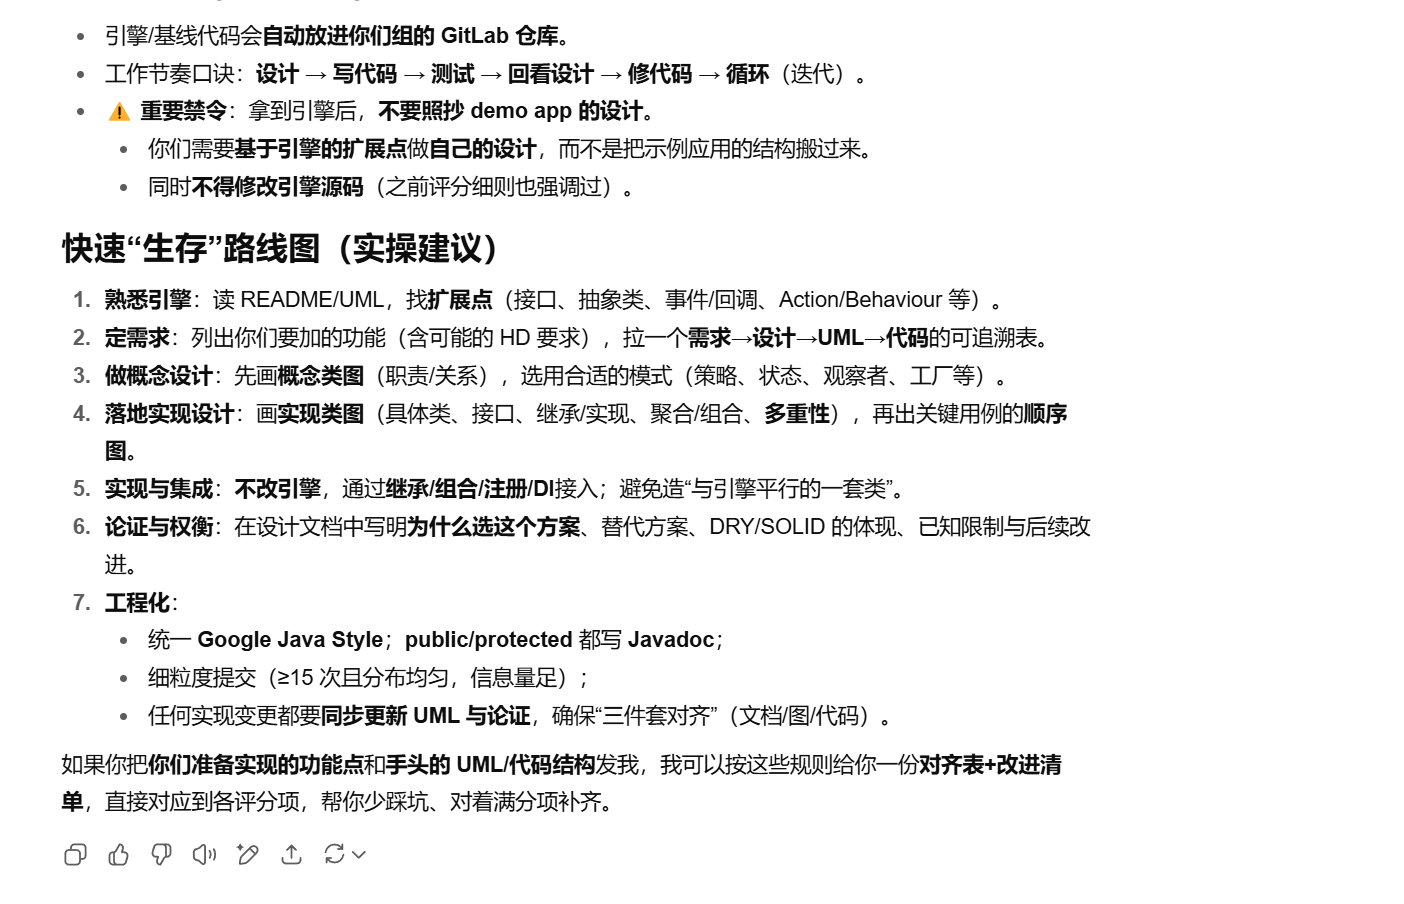 引擎/基线代码会自动放进你们组的 GitLab 仓库。
工作节奏口诀：设计 → 写代码 → 测试 → 回看设计 → 修代码 → 循环（迭代）。
⚠️ 重要禁令：拿到引擎后，不要照抄 demo app 的设计。
你们需要基于引擎的扩展点做自己的设计，而不是把示例应用的结构搬过来。
同时不得修改引擎源码（之前评分细则也强调过）。
快速“生存”路线图（实操建议）
1. 熟悉引擎：读 README/UML，找扩展点（接口、抽象类、事件/回调、Action/Behaviour 等）。
2. 定需求：列出你们要加的功能（含可能的 HD 要求），拉一个需求→设计→UML→代码的可追溯表。
3. 做概念设计：先画概念类图（职责/关系），选用合适的模式（策略、状态、观察者、工厂等）。
4. 落地实现设计：画实现类图（具体类、接口、继承/实现、聚合/组合、多重性），再出关键用例的顺序
图。
5. 实现与集成：不改引擎，通过继承/组合/注册/DI接入；避免造“与引擎平行的一套类”。
6. 论证与权衡：在设计文档中写明为什么选这个方案、替代方案、DRY/SOLID 的体现、已知限制与后续改
进。
7. 工程化：
统一 Google Java Style；public/protected 都写 Javadoc；
细粒度提交（≥15 次且分布均匀，信息量足）；
任何实现变更都要同步更新 UML 与论证，确保“三件套对齐”（文档/图/代码）。
如果你把你们准备实现的功能点和手头的 UML/代码结构发我，我可以按这些规则给你一份对齐表+改进清
单，直接对应到各评分项，帮你少踩坑、对着满分项补齐。